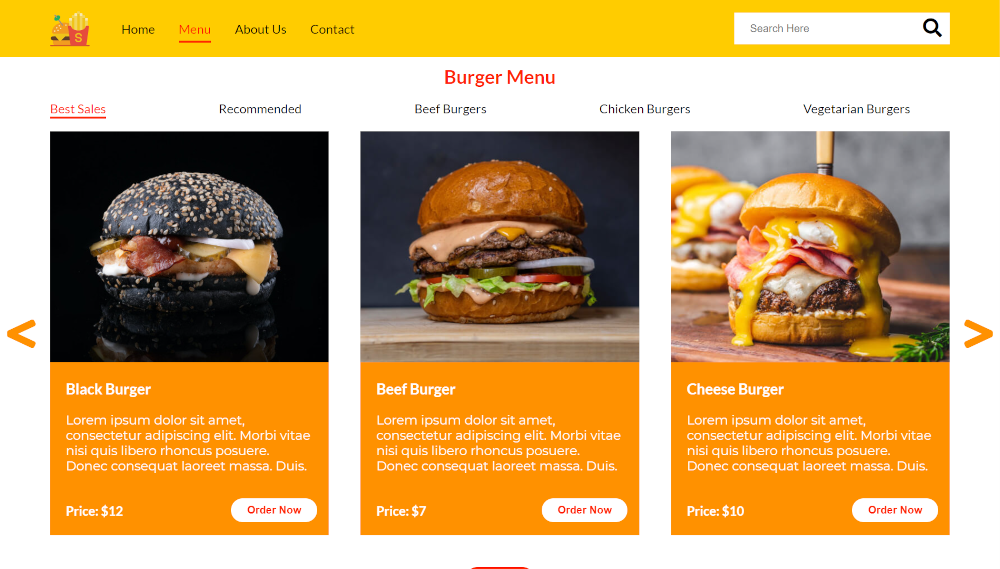 S
Home
Menu
About Us
Contact
Search Here
Burger Menu
Best Sales
Recommended
Beef Burgers
Chicken Burgers
Vegetarian Burgers
<
>
Black Burger
Lorem ipsum dolor sit amet,
consectetur adipiscing elit. Morbi vitae
nisi quis libero rhoncus posuere.
Donec consequat laoreet massa. Duis.
Price: $12
Order Now
Beef Burger
Lorem ipsum dolor sit amet,
consectetur adipiscing elit. Morbi vitae
nisi quis libero rhoncus posuere.
Donec consequat laoreet massa. Duis.
Price: $7
Order Now
Cheese Burger
Lorem ipsum dolor sit amet,
consectetur adipiscing elit. Morbi vitae
nisi quis libero rhoncus posuere.
Donec consequat laoreet massa. Duis.
Price: $10
Order Now